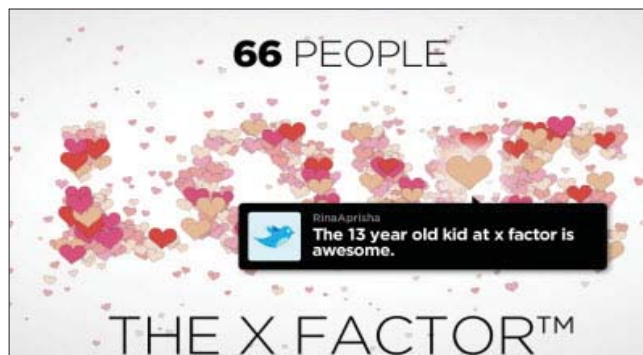 66 PEOPLE
LOVE
RinaAprisha
The 13 year old kid at x factor is
awesome.
THE X FACTOR™